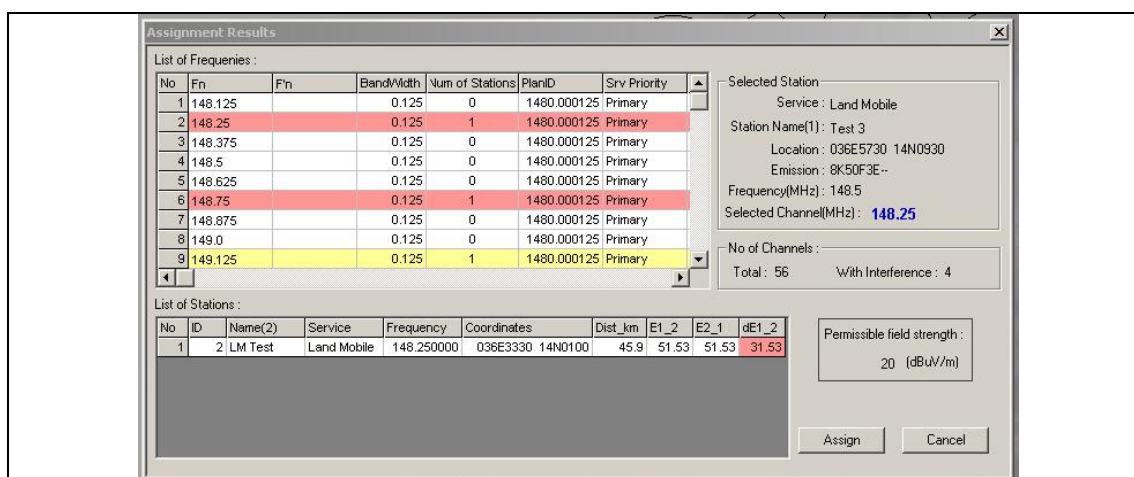 Assignment Results
List of Frequenies :
No Fn F'n BandWidth Num of Stations PlanID Srv Priority
1 148.125 0.125 0 1480.000125 Primary
2 148.25 0.125 1 1480.000125 Primary
3 148.375 0.125 0 1480.000125 Primary
4 148.5 0.125 0 1480.000125 Primary
5 148.625 0.125 0 1480.000125 Primary
6 148.75 0.125 1 1480.000125 Primary
7 148.875 0.125 0 1480.000125 Primary
8 149.0 0.125 0 1480.000125 Primary
9 149.125 0.125 1 1480.000125 Primary
Selected Station
Service : Land Mobile
Station Name(1) : Test 3
Location : 036E5730 14N0930
Emission : 8K50F3E--
Frequency(MHz) : 148.5
Selected Channel(MHz) : 148.25
No of Channels :
Total : 56 With Interference : 4
List of Stations :
No ID Name(2) Service Frequency Coordinates Dist_km E1_2 E2_1 dE1_2
1 2 LM Test Land Mobile 148.250000 036E3330 14N0100 45.9 51.53 51.53 31.53
Permissible field strength :
20 (dBuV/m)
Assign Cancel